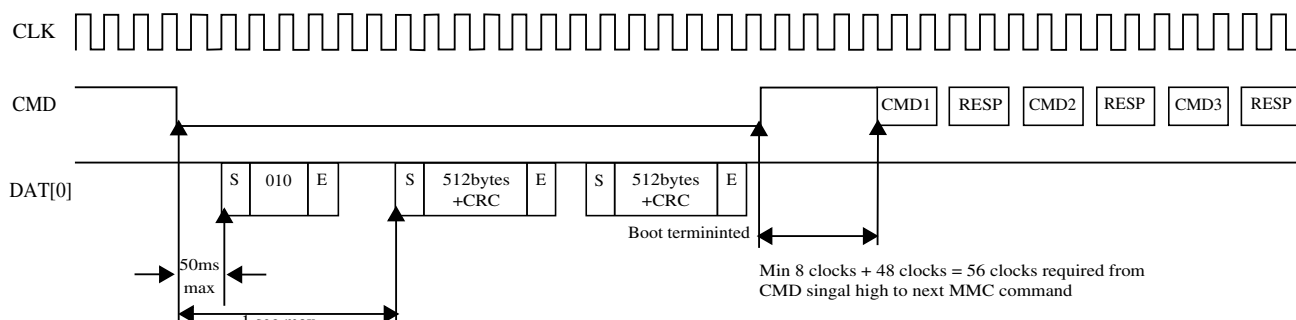 CLK
CMD
CMD1 RESP CMD2 RESP CMD3 RESP
DAT[0]
S 010 E S 512bytes +CRC E S 512bytes +CRC E
Boot termininted
50ms
max
Min 8 clocks + 48 clocks = 56 clocks required from
CMD singal high to next MMC command